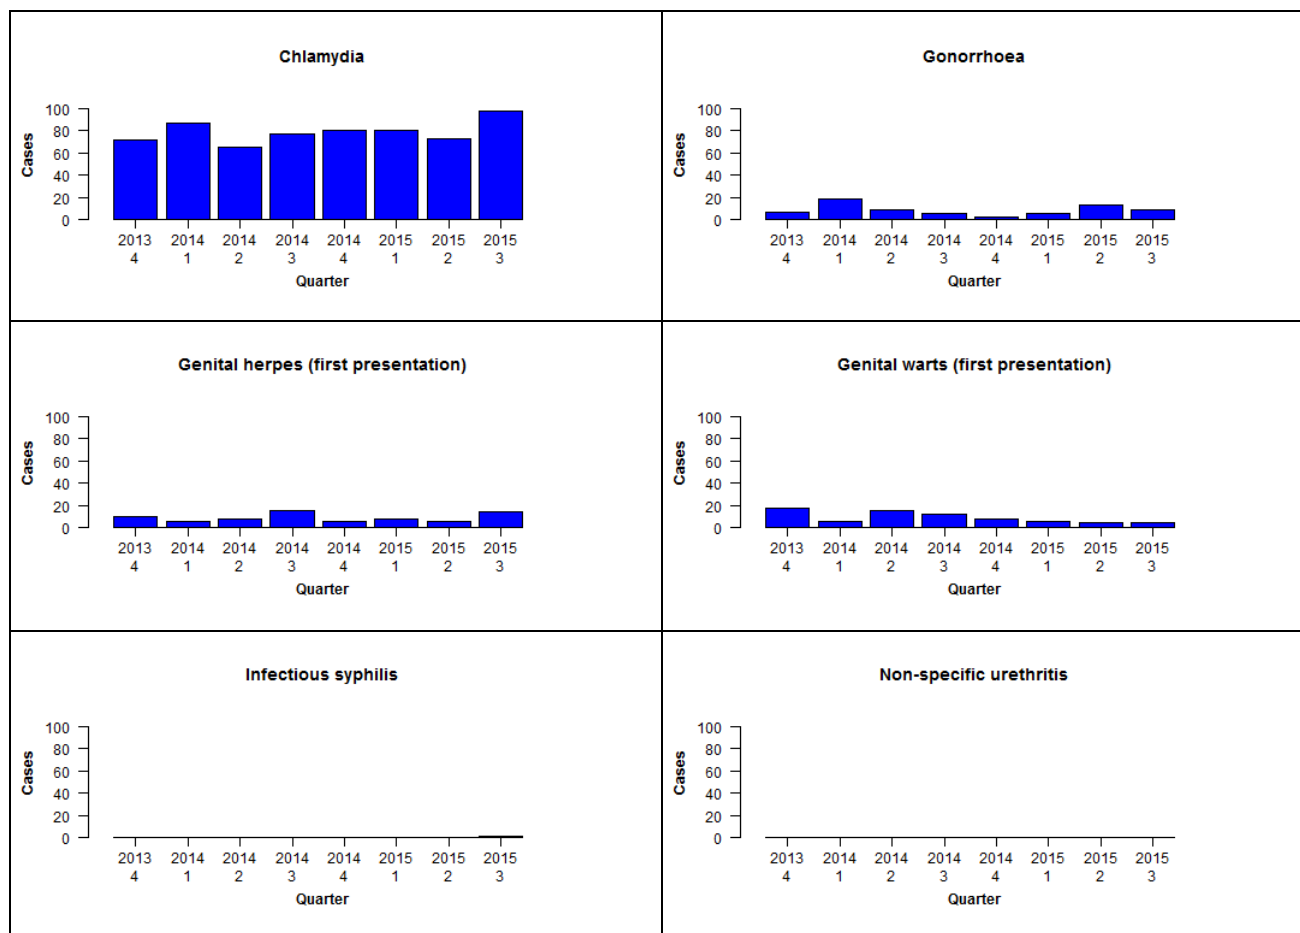 Chlamydia
Cases
100
80
60
40
20
0
2013 2014 2014 2014 2014 2015 2015 2015
4 1 2 3 4 1 2 3
Quarter
Gonorrhoea
Cases
100
80
60
40
20
0
2013 2014 2014 2014 2014 2015 2015 2015
4 1 2 3 4 1 2 3
Quarter
Genital herpes (first presentation)
Cases
100
80
60
40
20
0
2013 2014 2014 2014 2014 2015 2015 2015
4 1 2 3 4 1 2 3
Quarter
Genital warts (first presentation)
Cases
100
80
60
40
20
0
2013 2014 2014 2014 2014 2015 2015 2015
4 1 2 3 4 1 2 3
Quarter
Infectious syphilis
Cases
100
80
60
40
20
0
2013 2014 2014 2014 2014 2015 2015 2015
4 1 2 3 4 1 2 3
Quarter
Non-specific urethritis
Cases
100
80
60
40
20
0
2013 2014 2014 2014 2014 2015 2015 2015
4 1 2 3 4 1 2 3
Quarter